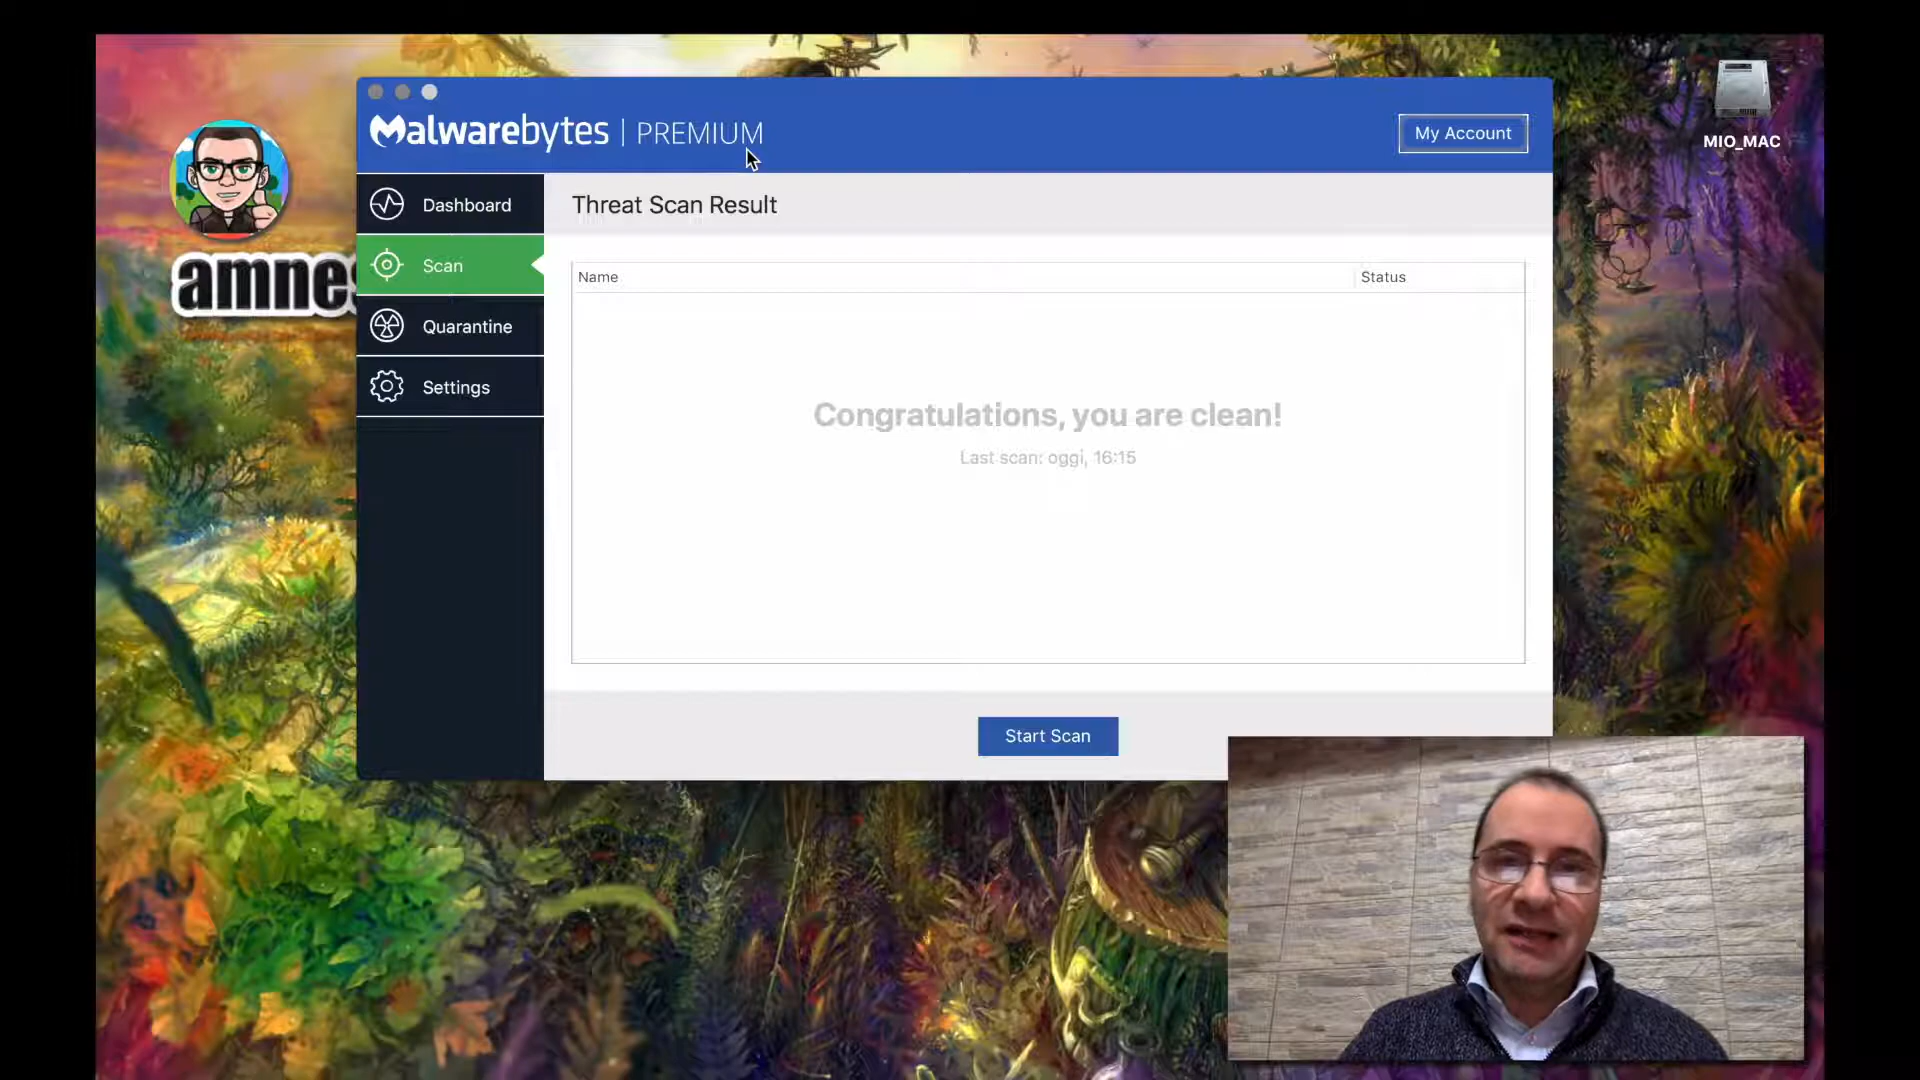 Malwarebytes | PREMIUM
My Account
MIO_MAC
Dashboard
Threat Scan Result
Scan
amnes
Name
Status
Quarantine
Settings
Congratulations, you are clean!
Last scan: oggi, 16:15
Start Scan